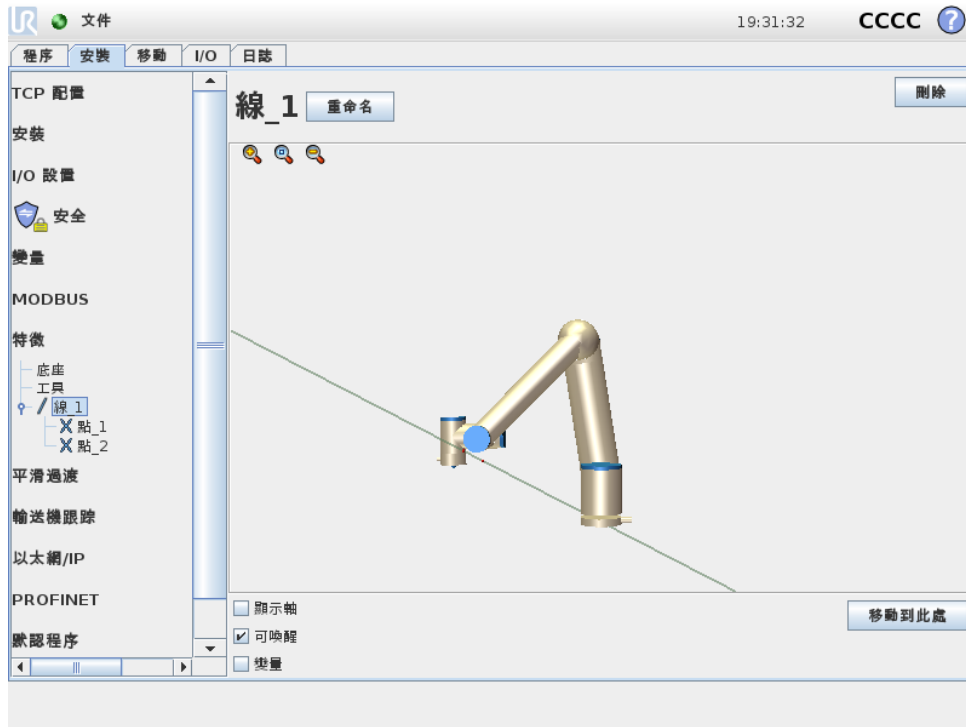 UR 文件 19:31:32 CCCC ?
程序 安裝 移動 I/O 日誌
TCP 配置
安裝
I/O 設置
安全
變量
MODBUS
特徵
底座
工具
線_1
點_1
點_2
平滑過渡
輸送機跟踪
以太網/IP
PROFINET
默認程序
線_1 重命名 刪除
顯示軸
可喚醒
變量
移動到此處